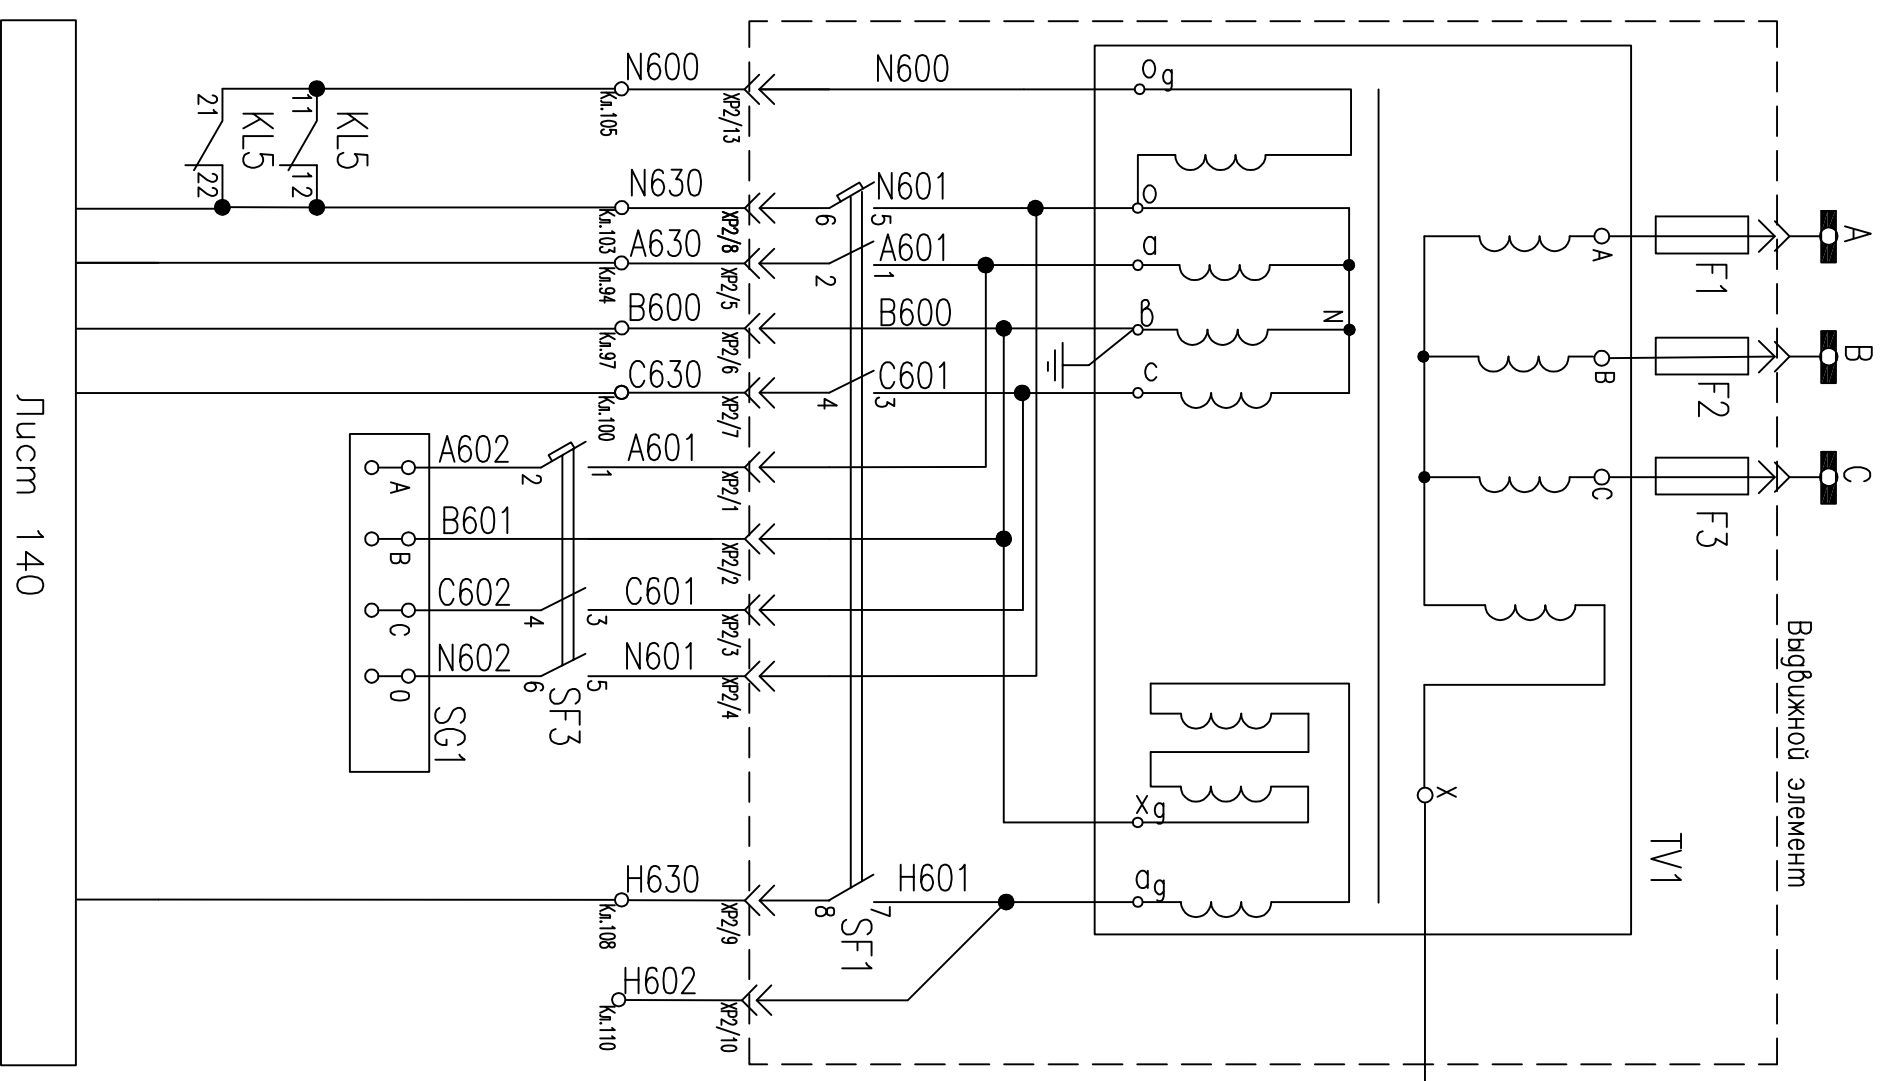 N600
N600
Og
Кл.105
XP2/13
21
22
KL5
11
12
KL5
N630
N601
O
Кл.103
XP2/8
6
5
A630
A601
a
Кл.94
XP2/5
2
1
B600
B600
в
N
Кл.97
XP2/6
C630
C601
c
Кл.100
XP2/7
4
3
A602
A601
A
2
1
XP2/1
B601
B
XP2/2
C602
C601
C
4
3
XP2/3
N602
N601
O
6
5
XP2/4
SG1
SF3
Xg
H630
H601
ag
Кл.108
XP2/9
8
7
SF1
H602
Кл.110
XP2/10
A
F1
A
B
F2
B
C
F3
C
X
TV1
Выдвижной элемент
Лист 140